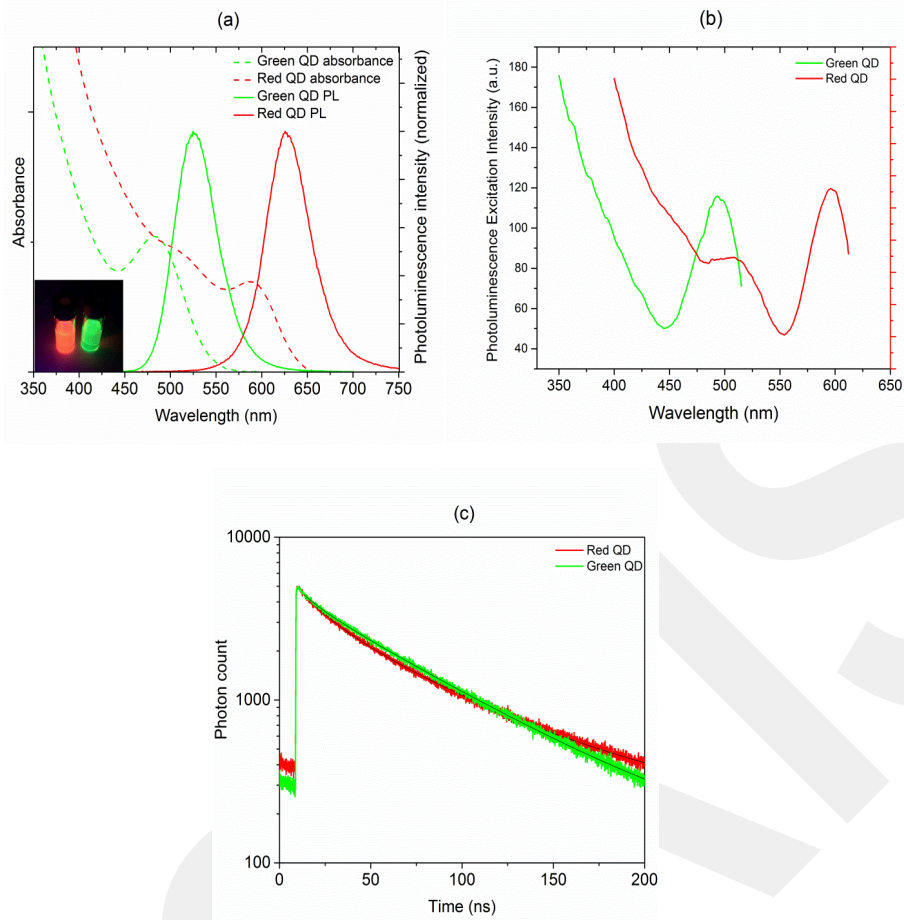 (a)
Green QD absorbance
Red QD absorbance
Green QD PL
Red QD PL
Absorbance
Photoluminescence intensity (normalized)
350 400 450 500 550 600 650 700 750
Wavelength (nm)
(b)
Green QD
Red QD
Photoluminescence Excitation Intensity (a.u.)
180
160
140
120
100
80
60
40
350 400 450 500 550 600 650
Wavelength (nm)
(c)
Red QD
Green QD
Photon count
10000
1000
100
0 50 100 150 200
Time (ns)